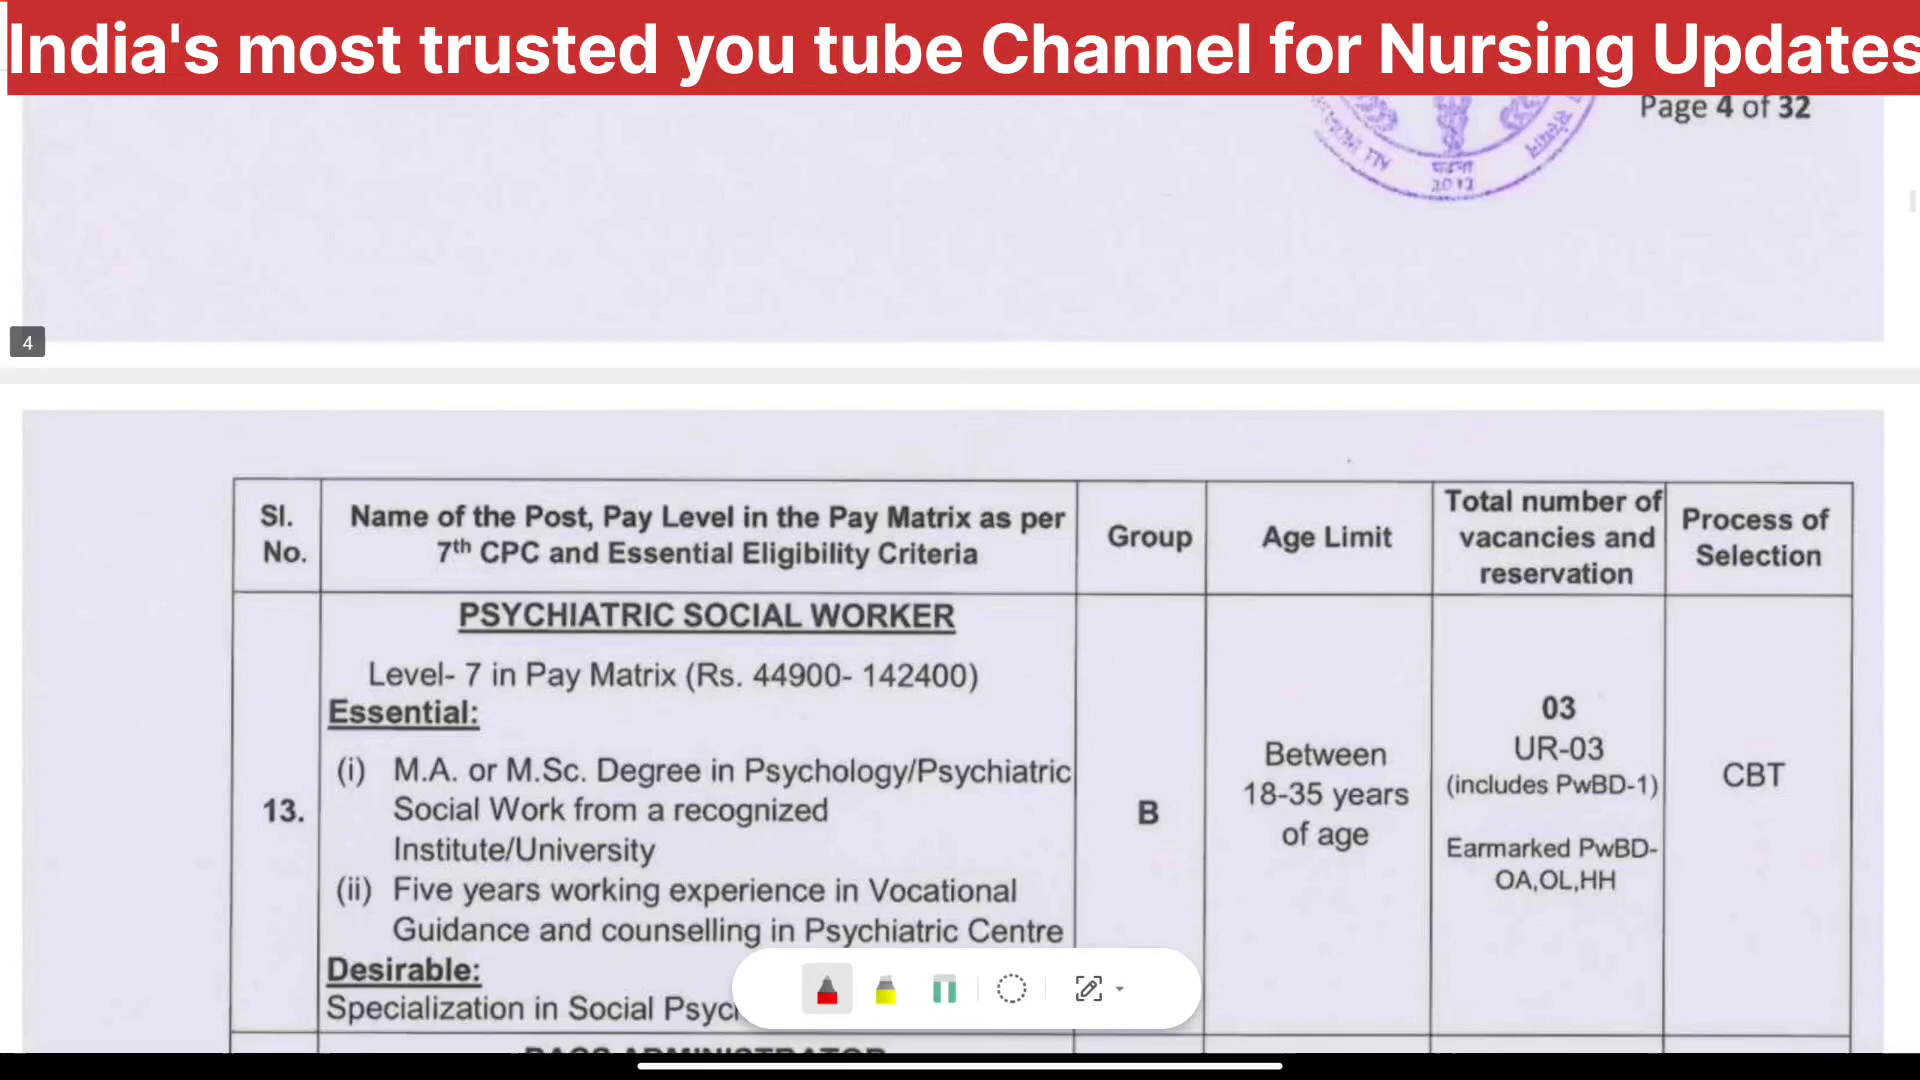 India's most trusted you tube Channel for Nursing Updates
Page 4 of 32
पटना
2012
4
Sl. No.
Name of the Post, Pay Level in the Pay Matrix as per
7th CPC and Essential Eligibility Criteria
Group
Age Limit
Total number of
vacancies and
reservation
Process of
Selection
13.
PSYCHIATRIC SOCIAL WORKER
Level- 7 in Pay Matrix (Rs. 44900- 142400)
Essential:
(i) M.A. or M.Sc. Degree in Psychology/Psychiatric
Social Work from a recognized
Institute/University
(ii) Five years working experience in Vocational
Guidance and counselling in Psychiatric Centre
Desirable:
Specialization in Social
B
Between
18-35 years
of age
03
UR-03
(includes PwBD-1)
Earmarked PwBD-
OA,OL,HH
CBT